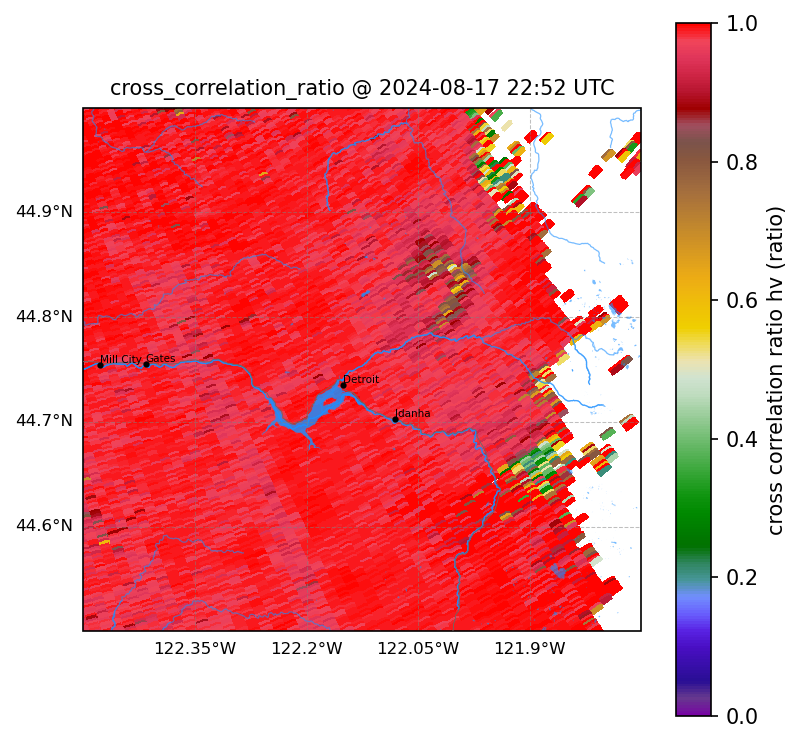 cross_correlation_ratio @ 2024-08-17 22:52 UTC
1.0
0.8
0.6
0.4
0.2
0.0
cross correlation ratio hv (ratio)
44.9°N
44.8°N
44.7°N
44.6°N
Mill City
Gates
Detroit
Idanha
122.35°W
122.2°W
122.05°W
121.9°W